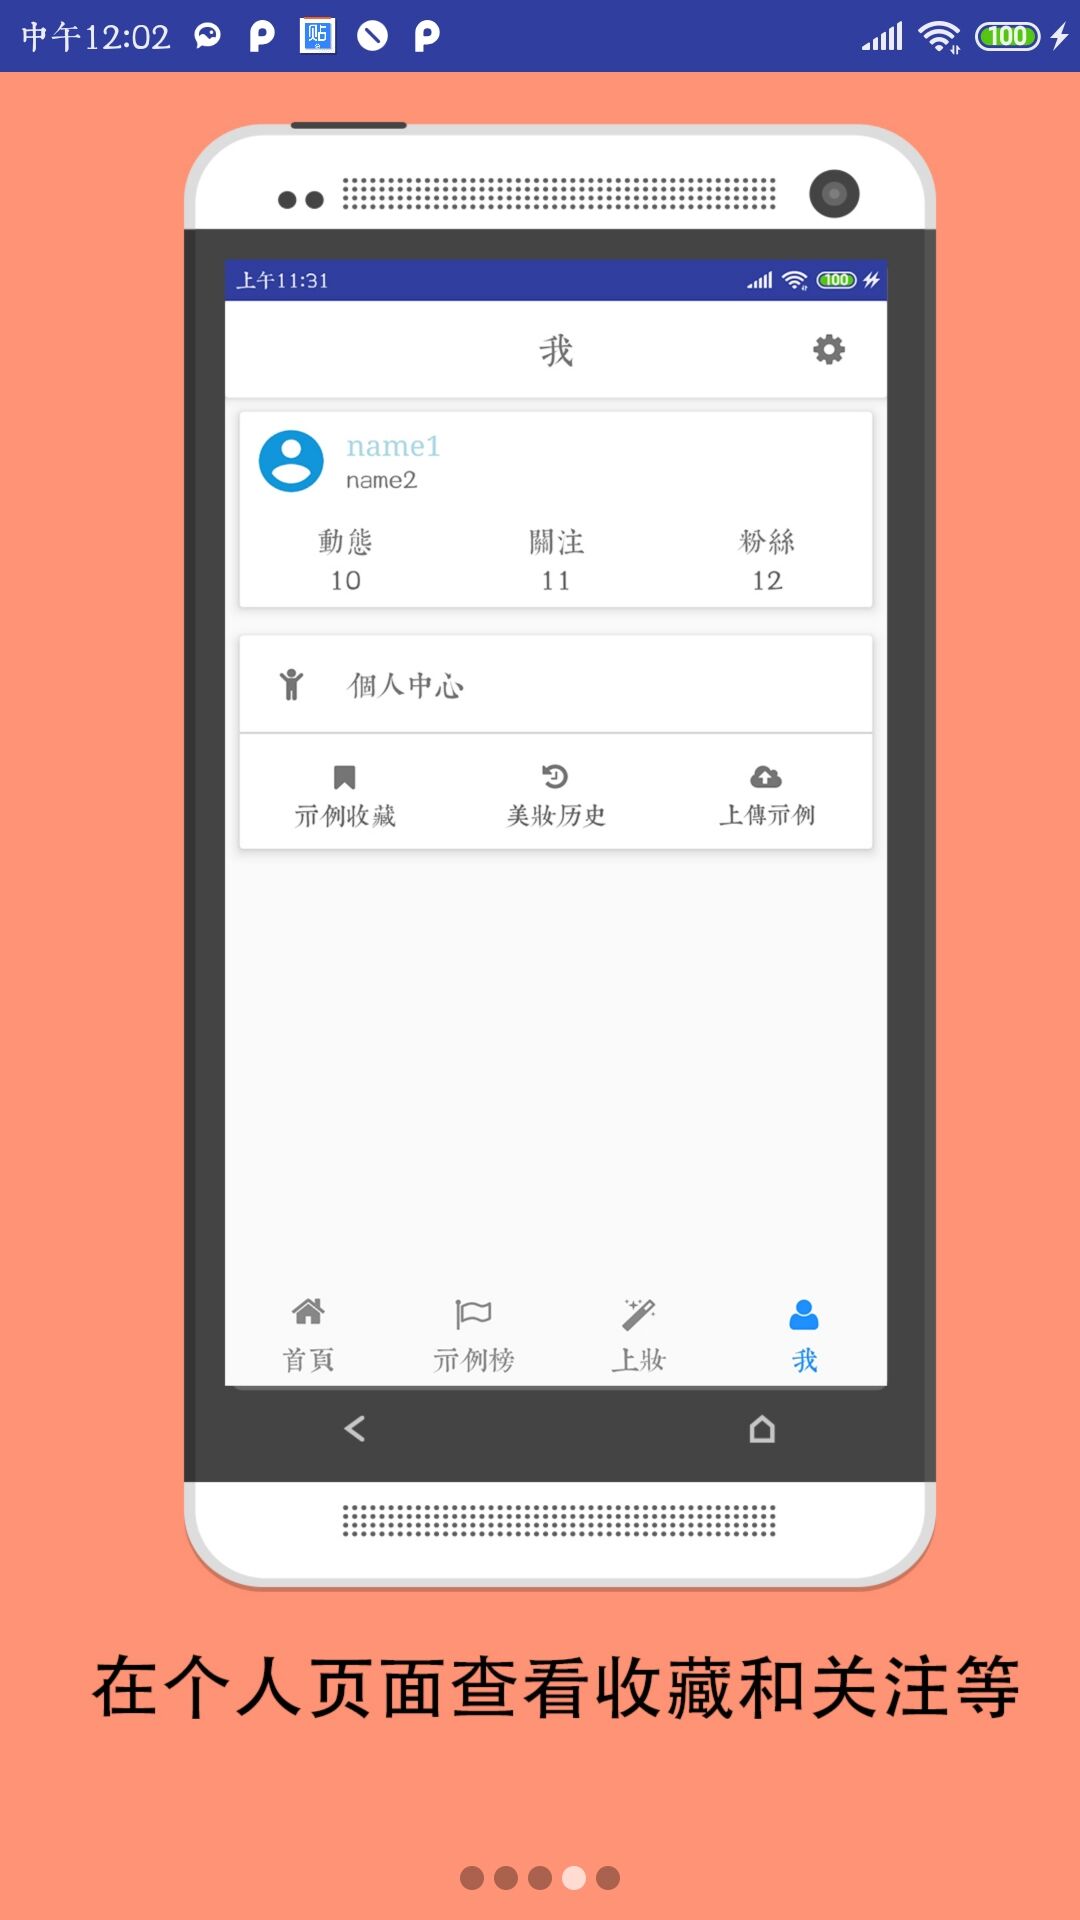 中午12:02
贴
100
上午11:31
100
我
name1
name2
動態
關注
粉絲
10
11
12
個人中心
示例收藏
美妝历史
上傳示例
首頁
示例榜
上妝
我
在个人页面查看收藏和关注等